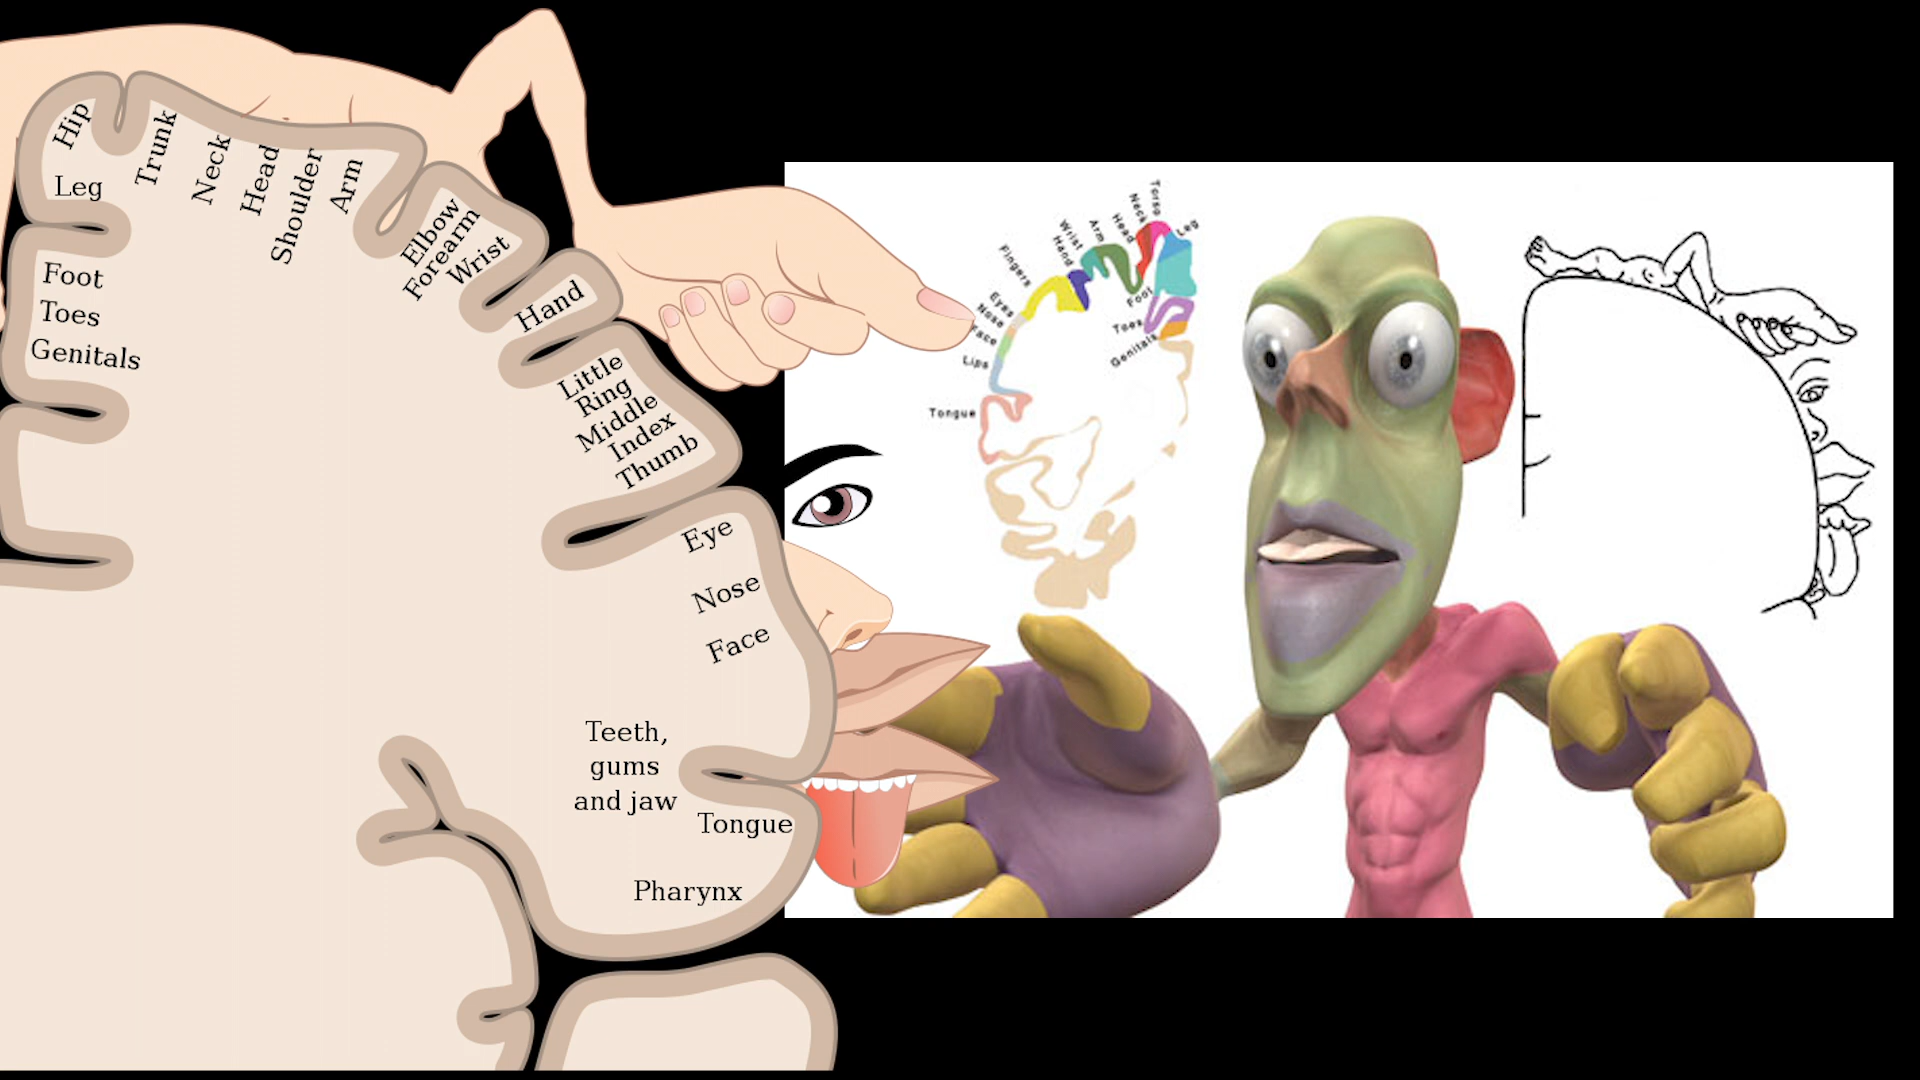 Hip
Trunk
Neck
Head
Shoulder
Arm
Leg
Elbow
Forearm
Wrist
Foot
Toes
Genitals
Hand
Little
Ring
Middle
Index
Thumb
Eye
Nose
Face
Teeth,
gums
and jaw
Tongue
Pharynx
Torso
Neck
Head
Arm
Wrist
Hand
Fingers
Leg
Eyes
Nose
Face
Lips
Tongue
Foot
Toes
Genitals